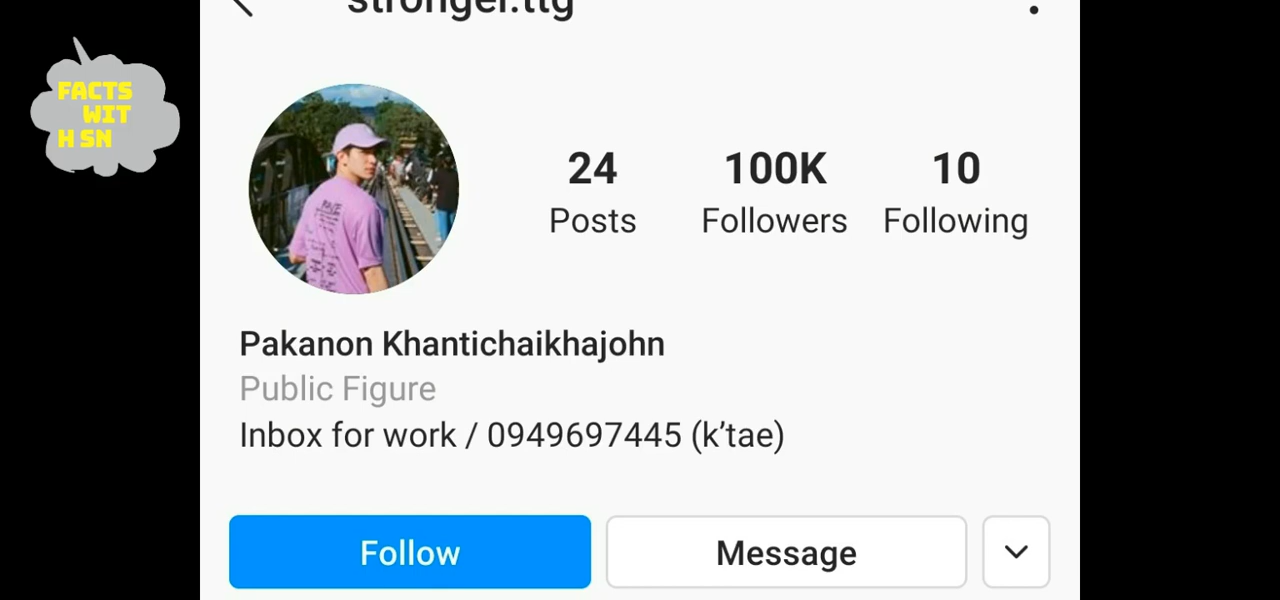 stronger.ttg
FACTS
WIT
H SN
24
100K
10
Posts
Followers
Following
Pakanon Khantichaikhajohn
Public Figure
Inbox for work / 0949697445 (k’tae)
Follow
Message